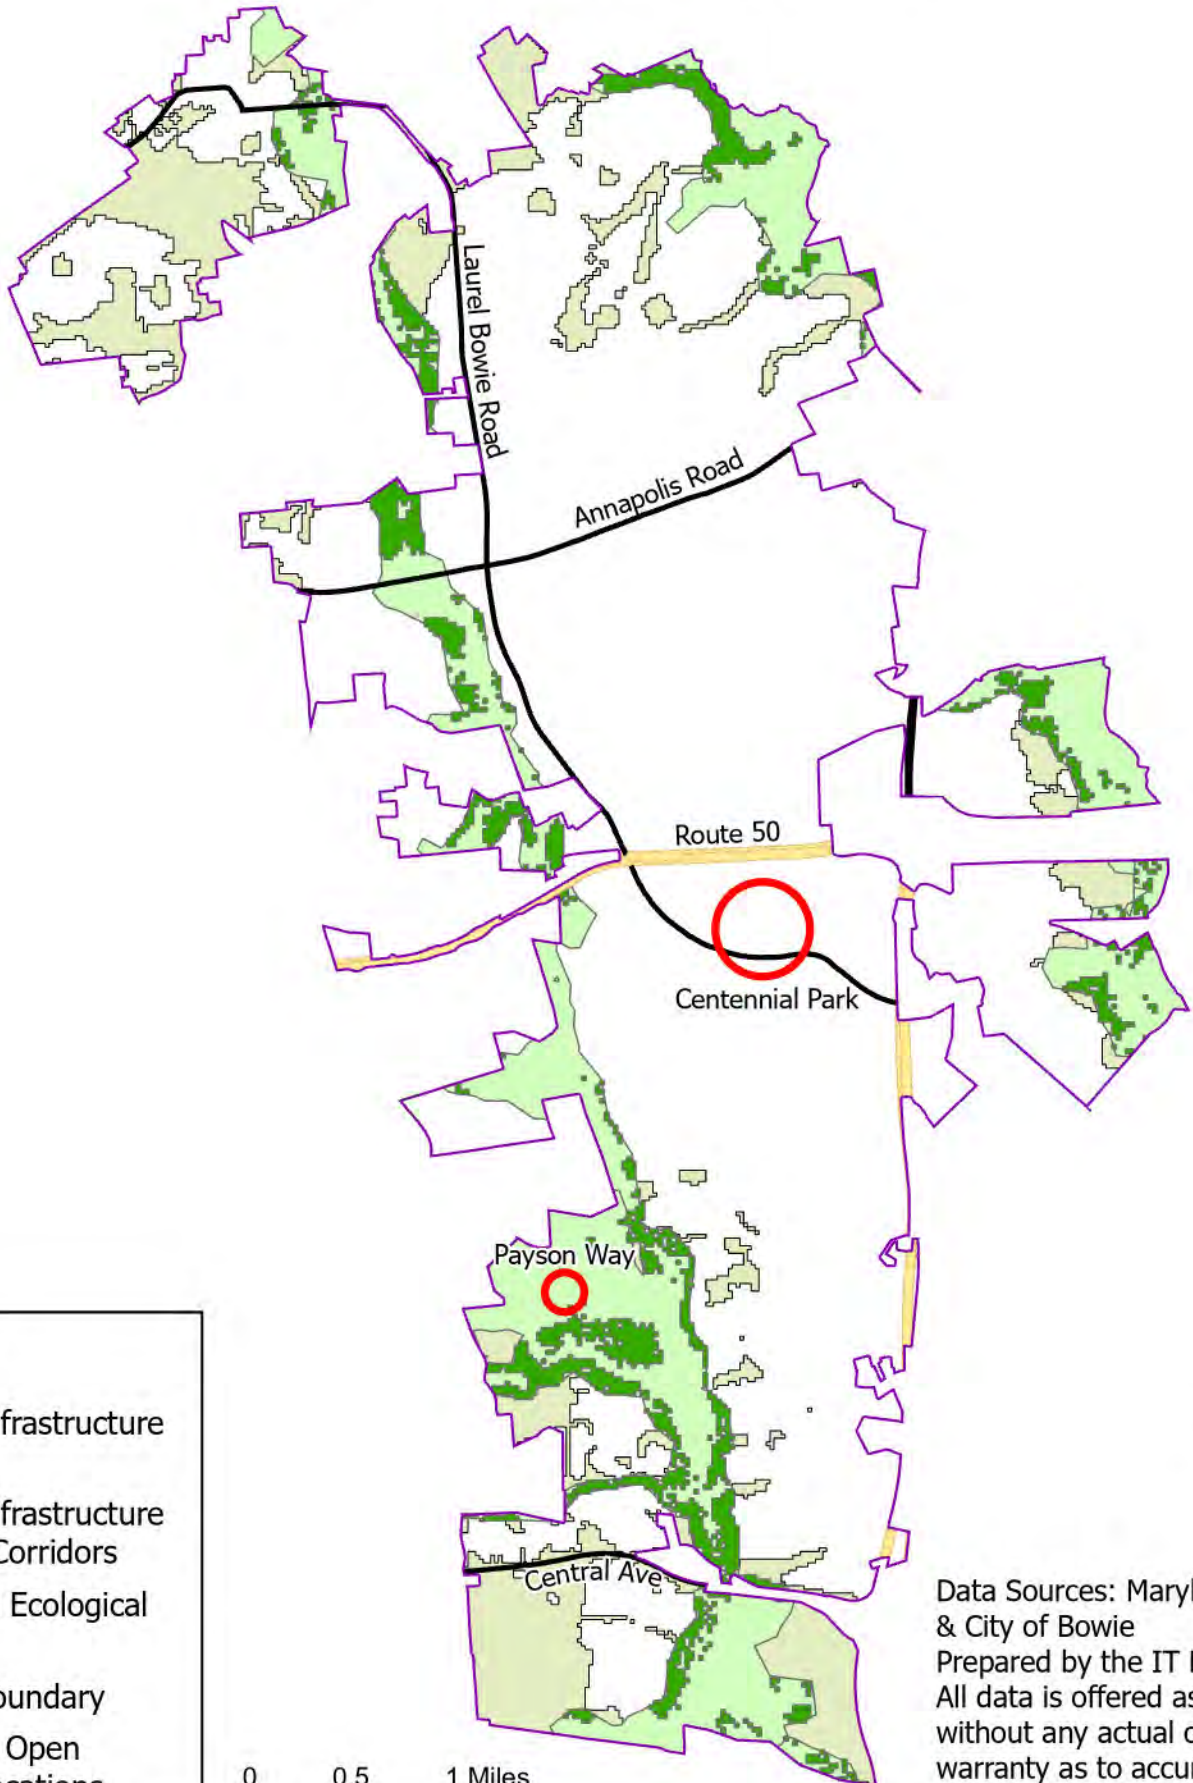 Laurel Bowie Road
Annapolis Road
Route 50
Centennial Park
Payson Way
Central Ave
frastructure
frastructure
Corridors
Ecological
oundary
Open
ocations
0 0.5 1 Miles
Data Sources: Maryl
& City of Bowie
Prepared by the IT
All data is offered as
without any actual o
warranty as to accur